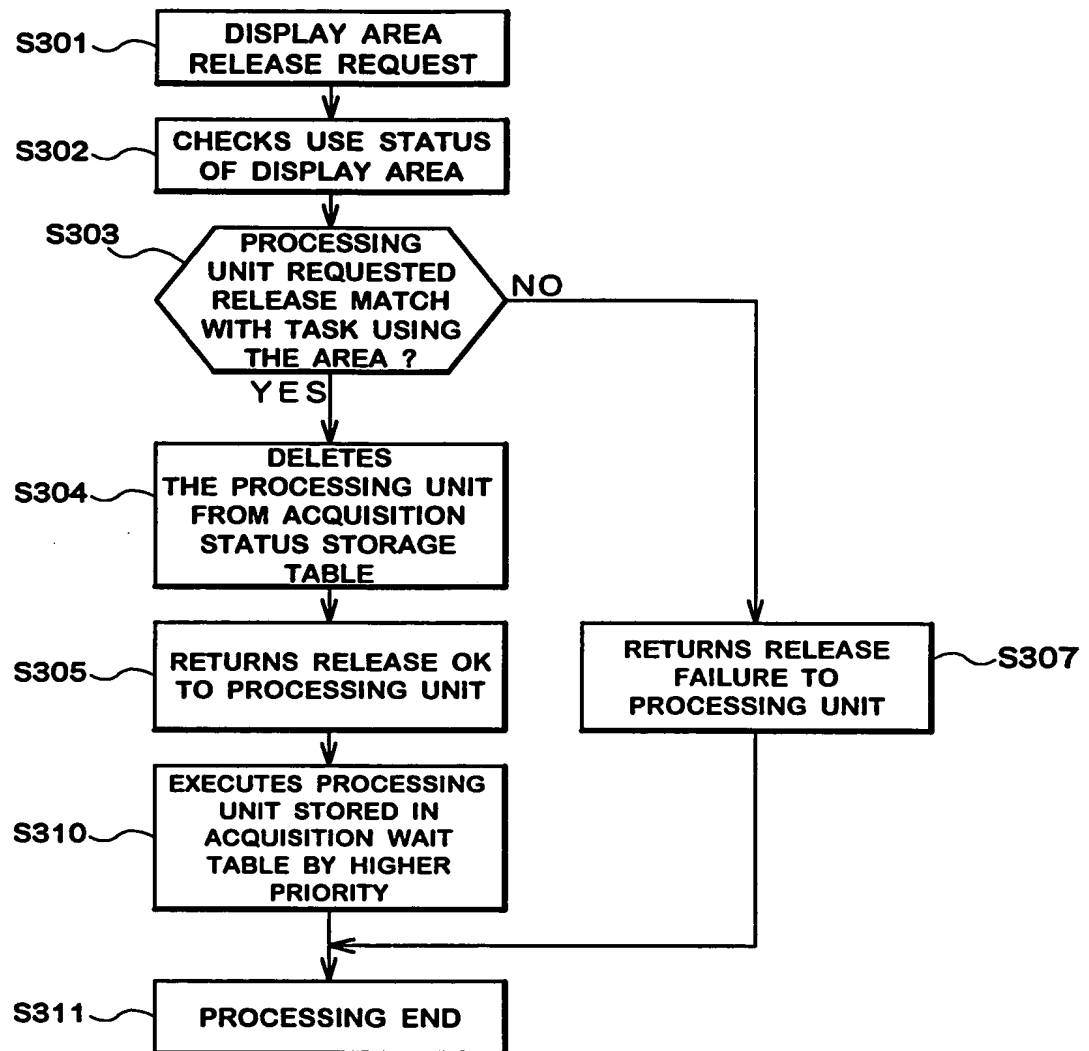 S301
DISPLAY AREA
RELEASE REQUEST
S302
CHECKS USE STATUS
OF DISPLAY AREA
S303
PROCESSING
UNIT REQUESTED
RELEASE MATCH
WITH TASK USING
THE AREA ?
NO
YES
S304
DELETES
THE PROCESSING UNIT
FROM ACQUISITION
STATUS STORAGE
TABLE
S305
RETURNS RELEASE OK
TO PROCESSING UNIT
RETURNS RELEASE
FAILURE TO
PROCESSING UNIT
S307
S310
EXECUTES PROCESSING
UNIT STORED IN
ACQUISITION WAIT
TABLE BY HIGHER
PRIORITY
S311
PROCESSING END